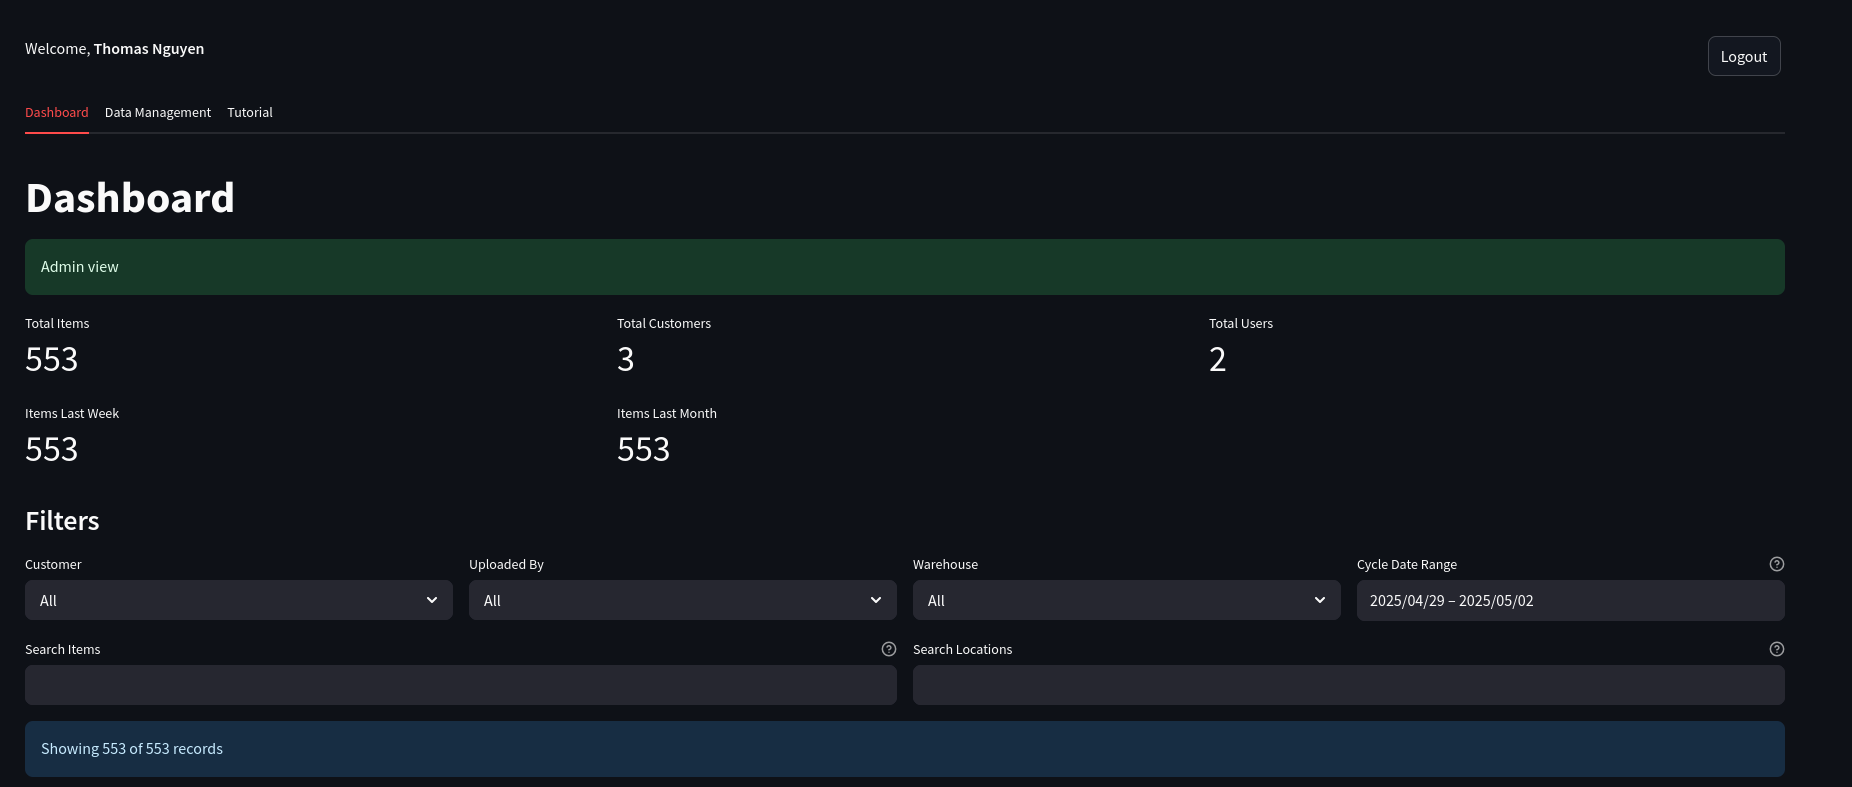 Welcome, Thomas Nguyen
Logout
Dashboard Data Management Tutorial
Dashboard
Admin view
Total Items Total Customers Total Users
553 3 2
Items Last Week Items Last Month
553 553
Filters
Customer Uploaded By Warehouse Cycle Date Range
All All All 2025/04/29 – 2025/05/02
Search Items Search Locations
Showing 553 of 553 records